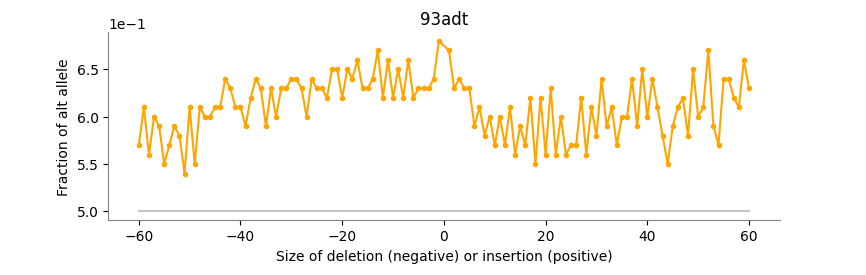 93adt
1e−1
6.5
6.0
5.5
5.0
Fraction of alt allele
−60 −40 −20 0 20 40 60
Size of deletion (negative) or insertion (positive)